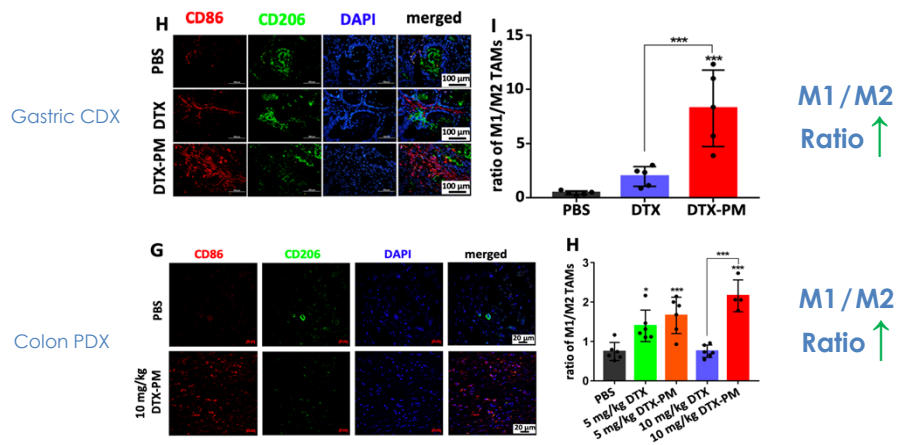 H
CD86 CD206 DAPI merged
PBS
100 μm
DTX
100 μm
DTX-PM
100 μm
Gastric CDX
I
ratio of M1/M2 TAMs
15
10
5
0
***
***
PBS DTX DTX-PM
M1/M2
Ratio ↑
G
CD86 CD206 DAPI merged
PBS
20 μm
10 mg/kg
DTX-PM
20 μm
Colon PDX
H
ratio of M1/M2 TAMs
3
2
1
0
*
***
***
***
PBS
5 mg/kg DTX
5 mg/kg DTX-PM
10 mg/kg DTX
10 mg/kg DTX-PM
M1/M2
Ratio ↑